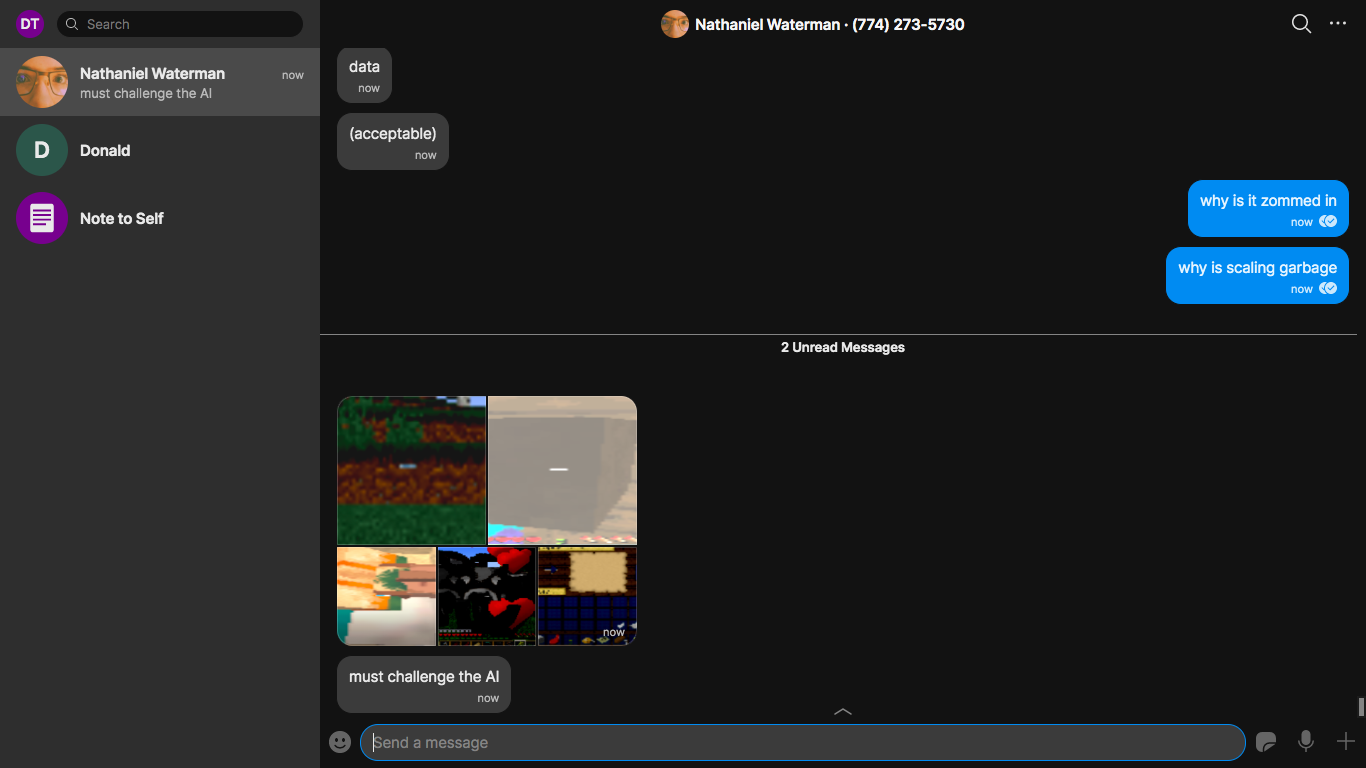 DT
Search
Nathaniel Waterman · (774) 273-5730
Nathaniel Waterman
now
must challenge the AI
D
Donald
Note to Self
data
now
(acceptable)
now
why is it zommed in
now
why is scaling garbage
now
2 Unread Messages
now
must challenge the AI
now
Send a message